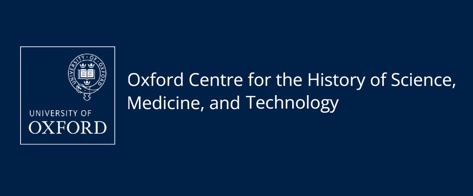 UNIVERSITY OF
OXFORD
Oxford Centre for the History of Science,
Medicine, and Technology